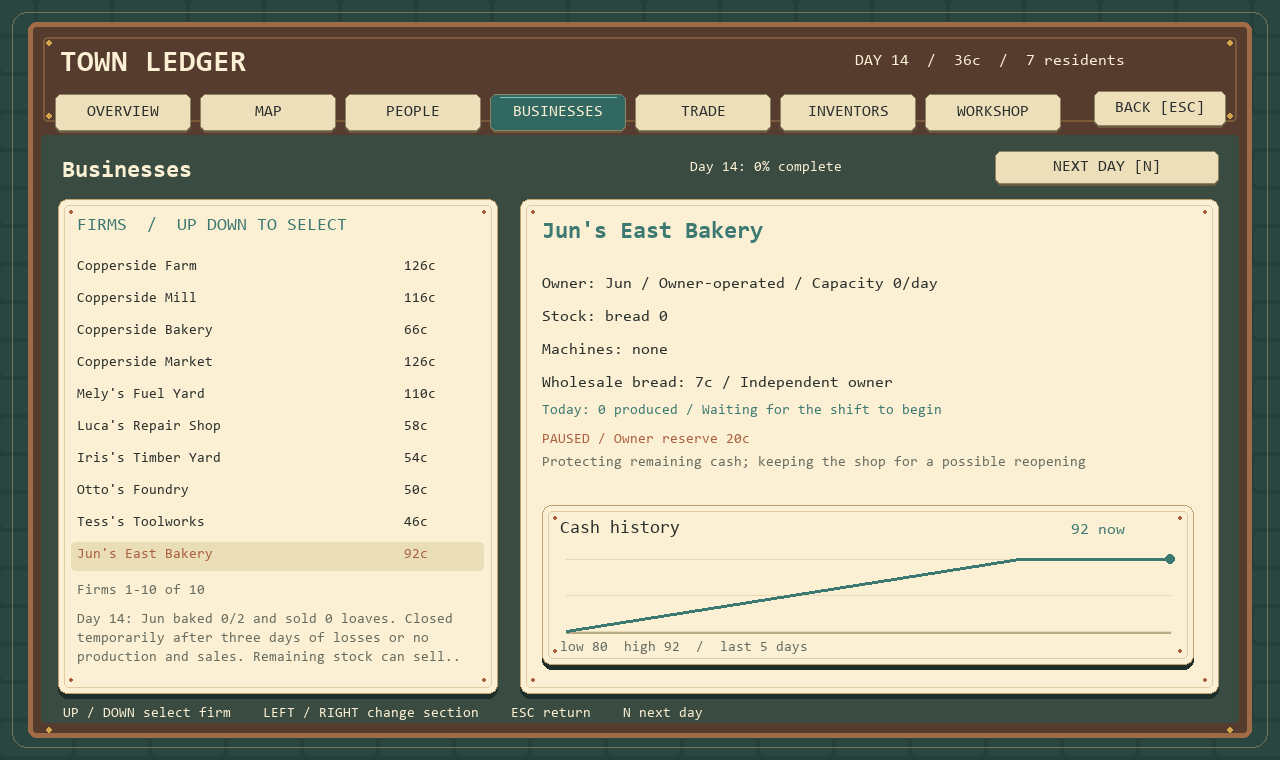 TOWN LEDGER
DAY 14 / 36c / 7 residents
OVERVIEW
MAP
PEOPLE
BUSINESSES
TRADE
INVENTORS
WORKSHOP
BACK [ESC]
Businesses
Day 14: 0% complete
NEXT DAY [N]
FIRMS / UP DOWN TO SELECT
Copperside Farm 126c
Copperside Mill 116c
Copperside Bakery 66c
Copperside Market 126c
Mely's Fuel Yard 110c
Luca's Repair Shop 58c
Iris's Timber Yard 54c
Otto's Foundry 50c
Tess's Toolworks 46c
Jun's East Bakery 92c
Firms 1-10 of 10
Day 14: Jun baked 0/2 and sold 0 loaves. Closed
temporarily after three days of losses or no
production and sales. Remaining stock can sell..
Jun's East Bakery
Owner: Jun / Owner-operated / Capacity 0/day
Stock: bread 0
Machines: none
Wholesale bread: 7c / Independent owner
Today: 0 produced / Waiting for the shift to begin
PAUSED / Owner reserve 20c
Protecting remaining cash; keeping the shop for a possible reopening
Cash history
92 now
low 80 high 92 / last 5 days
UP / DOWN select firm LEFT / RIGHT change section ESC return N next day